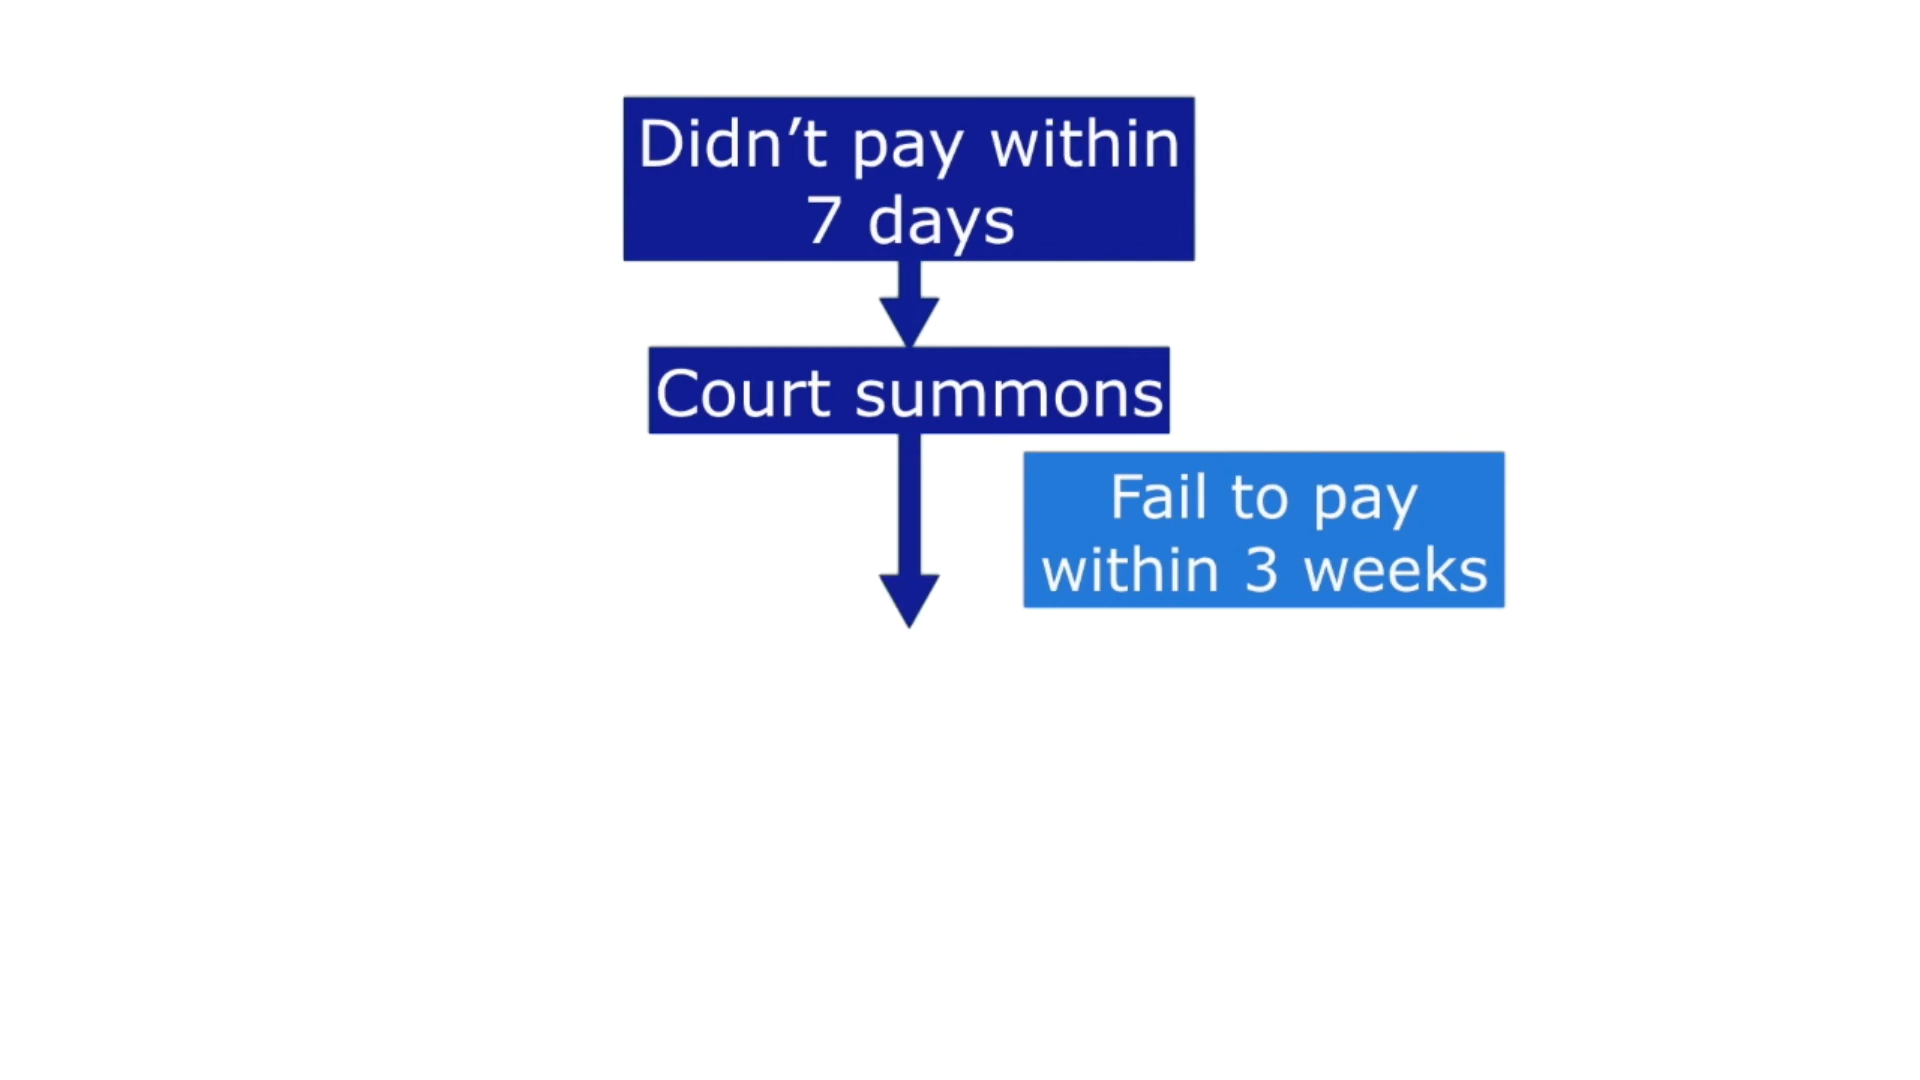 Didn’t pay within
7 days
Court summons
Fail to pay
within 3 weeks